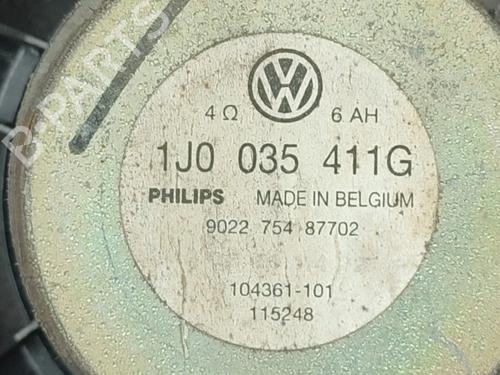 B-PARTS
4 Ω 6 AH
1J0 035 411G
PHILIPS MADE IN BELGIUM
9022 754 87702
104361-101
115248